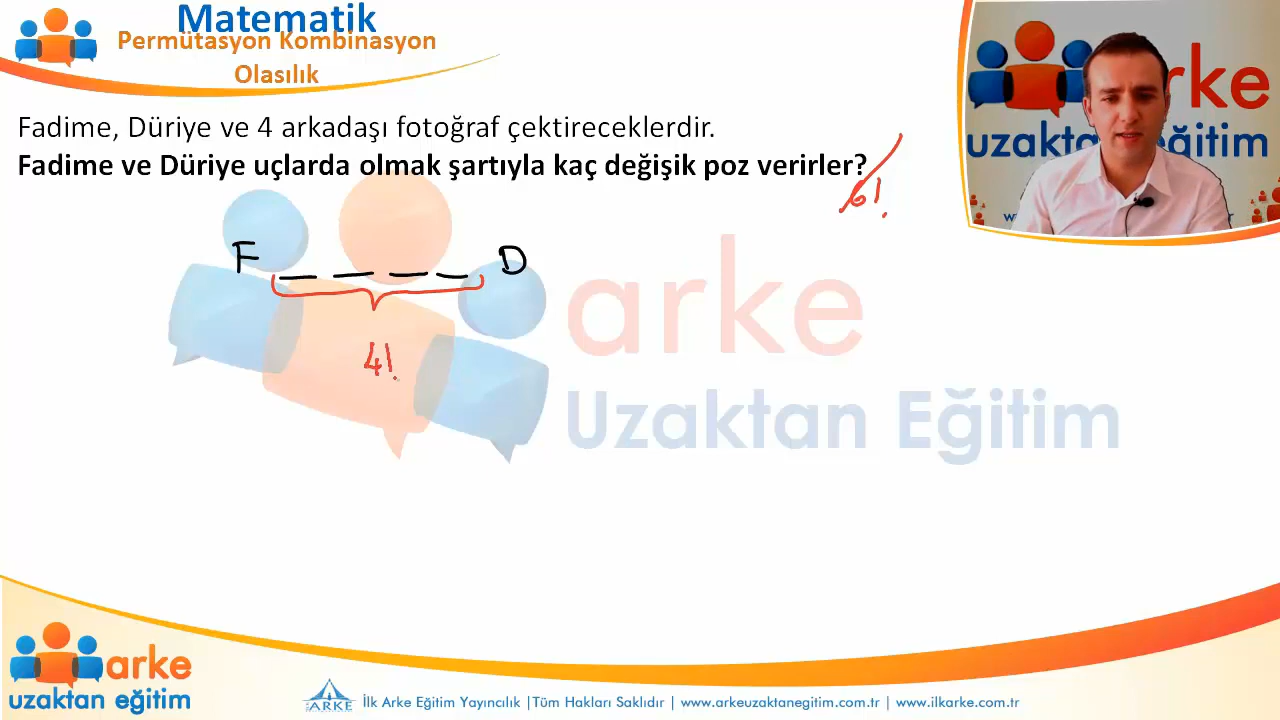 Matematik
Permütasyon Kombinasyon
Olasılık
arke
uzaktan eğitim
Fadime, Düriye ve 4 arkadaşı fotoğraf çektireceklerdir.
Fadime ve Düriye uçlarda olmak şartıyla kaç değişik poz verirler?
6!
F _ _ _ _ D
4!
arke
Uzaktan Eğitim
arke
uzaktan eğitim
ARKE
İlk Arke Eğitim Yayıncılık |Tüm Hakları Saklıdır | www.arkeuzaktanegitim.com.tr | www.ilkarke.com.tr